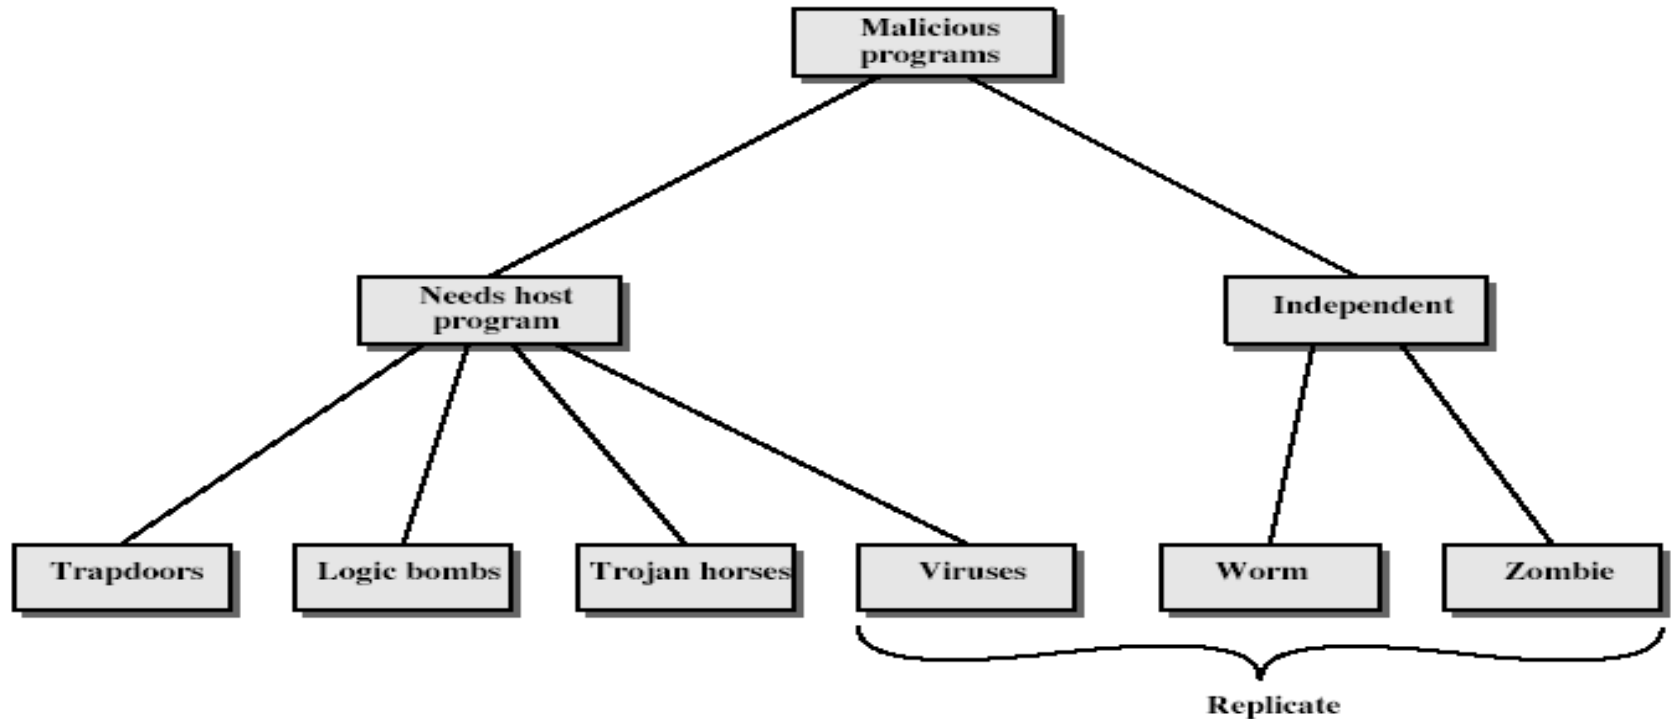 Malicious
programs
Needs host
program
Independent
Trapdoors
Logic bombs
Trojan horses
Viruses
Worm
Zombie
Replicate